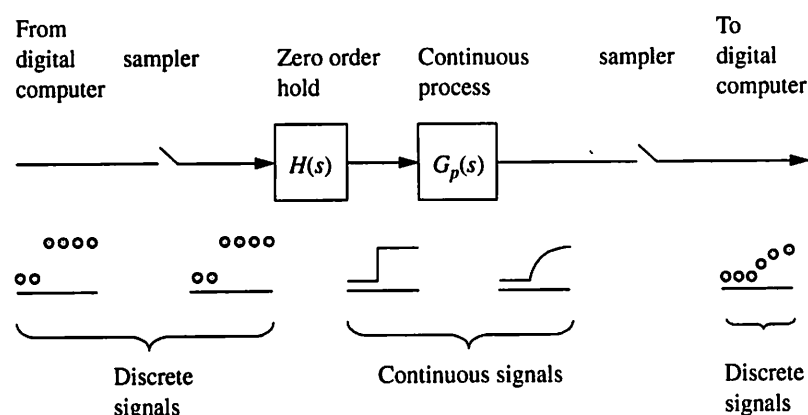 From
digital
computer
sampler
Zero order
hold
Continuous
process
sampler
To
digital
computer
H(s)
G_p(s)
Discrete
signals
Continuous signals
Discrete
signals